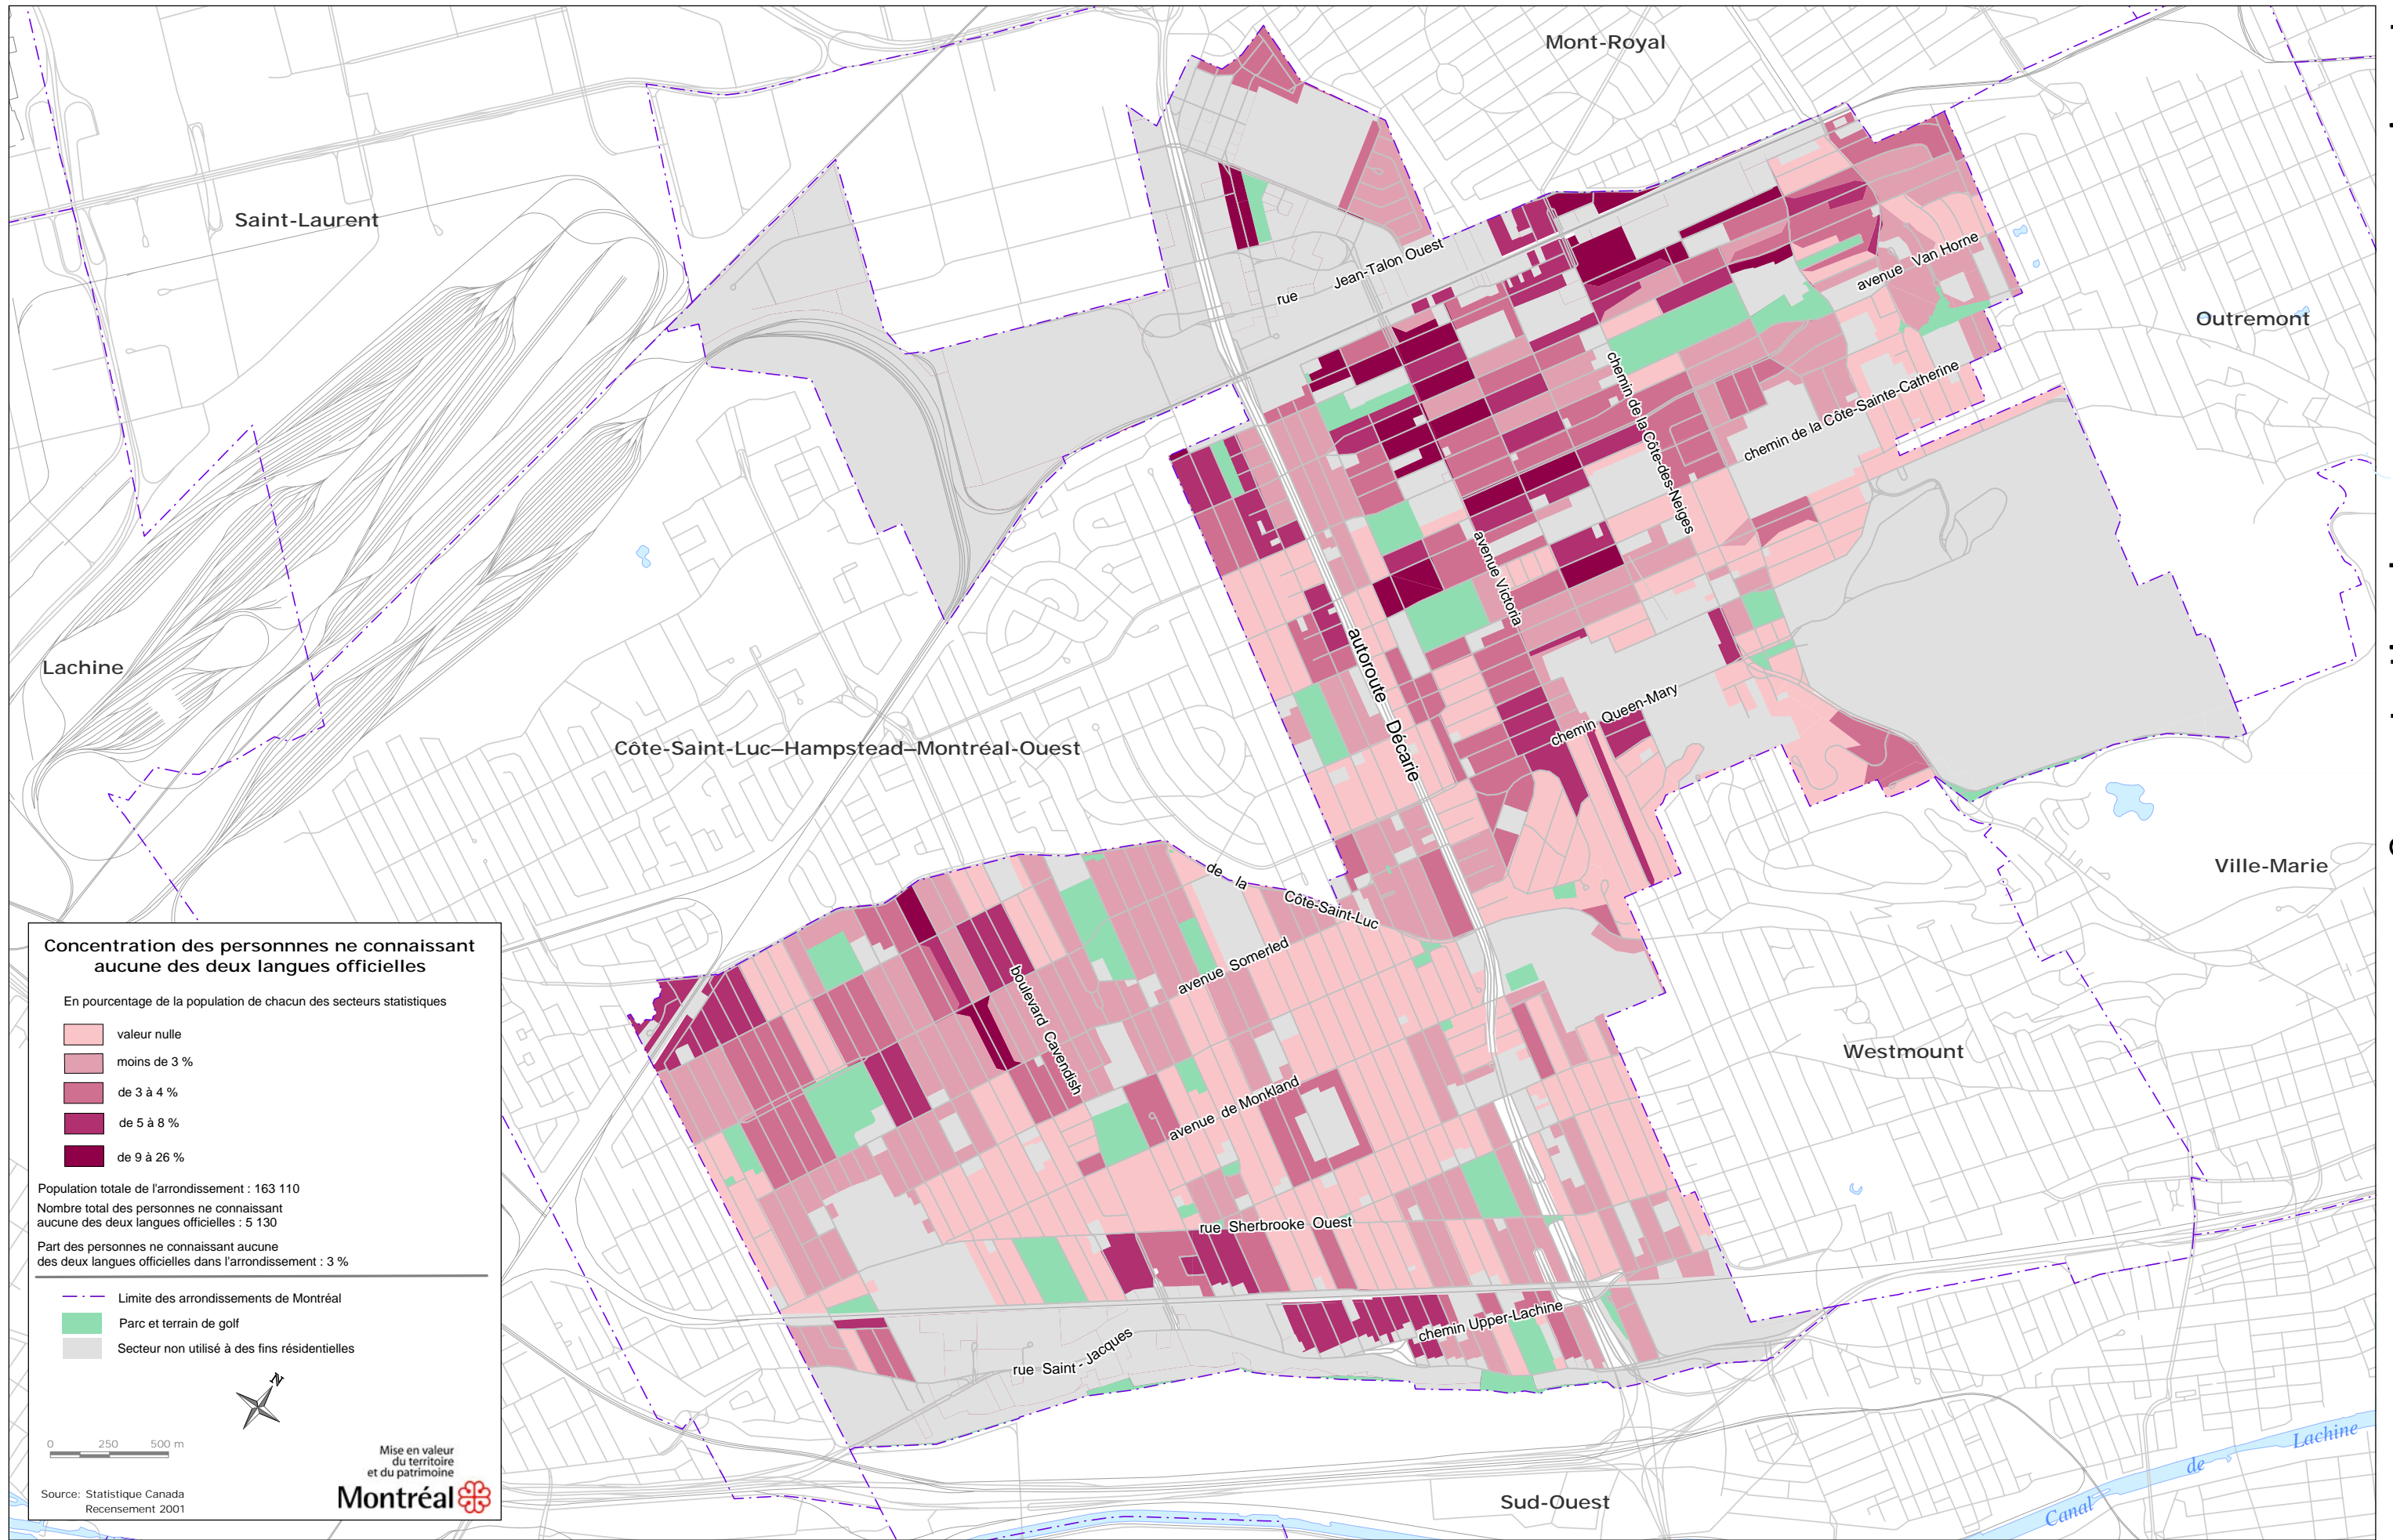 Mont-Royal
Saint-Laurent
rue Jean-Talon Ouest
avenue Van Horne
Outremont
chemin de la Côte-des-Neiges
chemin de la Côte-Sainte-Catherine
avenue Victoria
Lachine
autoroute Décarie
chemin Queen-Mary
Côte-Saint-Luc–Hampstead–Montréal-Ouest
Ville-Marie
de la Côte-Saint-Luc
avenue Somerled
boulevard Cavendish
Westmount
avenue de Monkland
rue Sherbrooke Ouest
chemin Upper-Lachine
rue Saint-Jacques
Sud-Ouest
Canal de Lachine
Concentration des personnnes ne connaissant
aucune des deux langues officielles
En pourcentage de la population de chacun des secteurs statistiques
valeur nulle
moins de 3 %
de 3 à 4 %
de 5 à 8 %
de 9 à 26 %
Population totale de l'arrondissement : 163 110
Nombre total des personnes ne connaissant
aucune des deux langues officielles : 5 130
Part des personnes ne connaissant aucune
des deux langues officielles dans l'arrondissement : 3 %
Limite des arrondissements de Montréal
Parc et terrain de golf
Secteur non utilisé à des fins résidentielles
N
0 250 500 m
Mise en valeur
du territoire
et du patrimoine
Montréal
Source: Statistique Canada
Recensement 2001